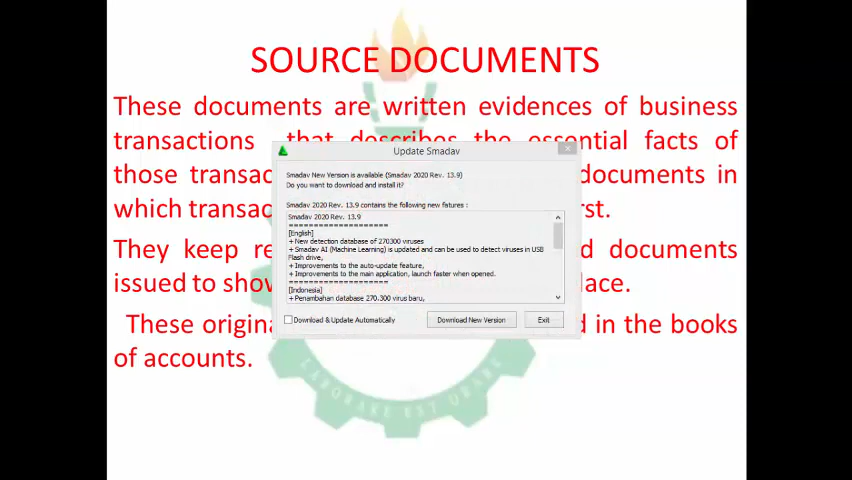 SOURCE DOCUMENTS
These documents are written evidences of business
transactions that describes the essential facts of
those transac documents in
which transac rst.
They keep re d documents
issued to show lace.
These origina d in the books
of accounts.
Update Smadav
Smadav New Version is available (Smadav 2020 Rev. 13.9)
Do you want to download and install it?
Smadav 2020 Rev. 13.9 contains the following new fatures :
Smadav 2020 Rev. 13.9
====================
[English]
+ New detection database of 270300 viruses
+ Smadav AI (Machine Learning) is updated and can be used to detect viruses in USB
Flash drive,
+ Improvements to the auto-update feature,
+ Improvements to the main application, launch faster when opened.
====================
[Indonesia]
+ Penambahan database 270.300 virus baru,
Download & Update Automatically
Download New Version
Exit
LABORARE EST ORARE